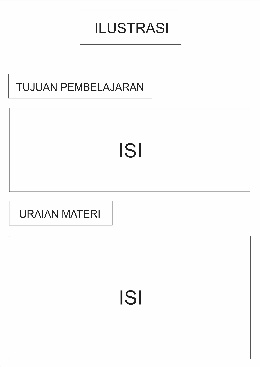 ILUSTRASI
TUJUAN PEMBELAJARAN
ISI
URAIAN MATERI
ISI